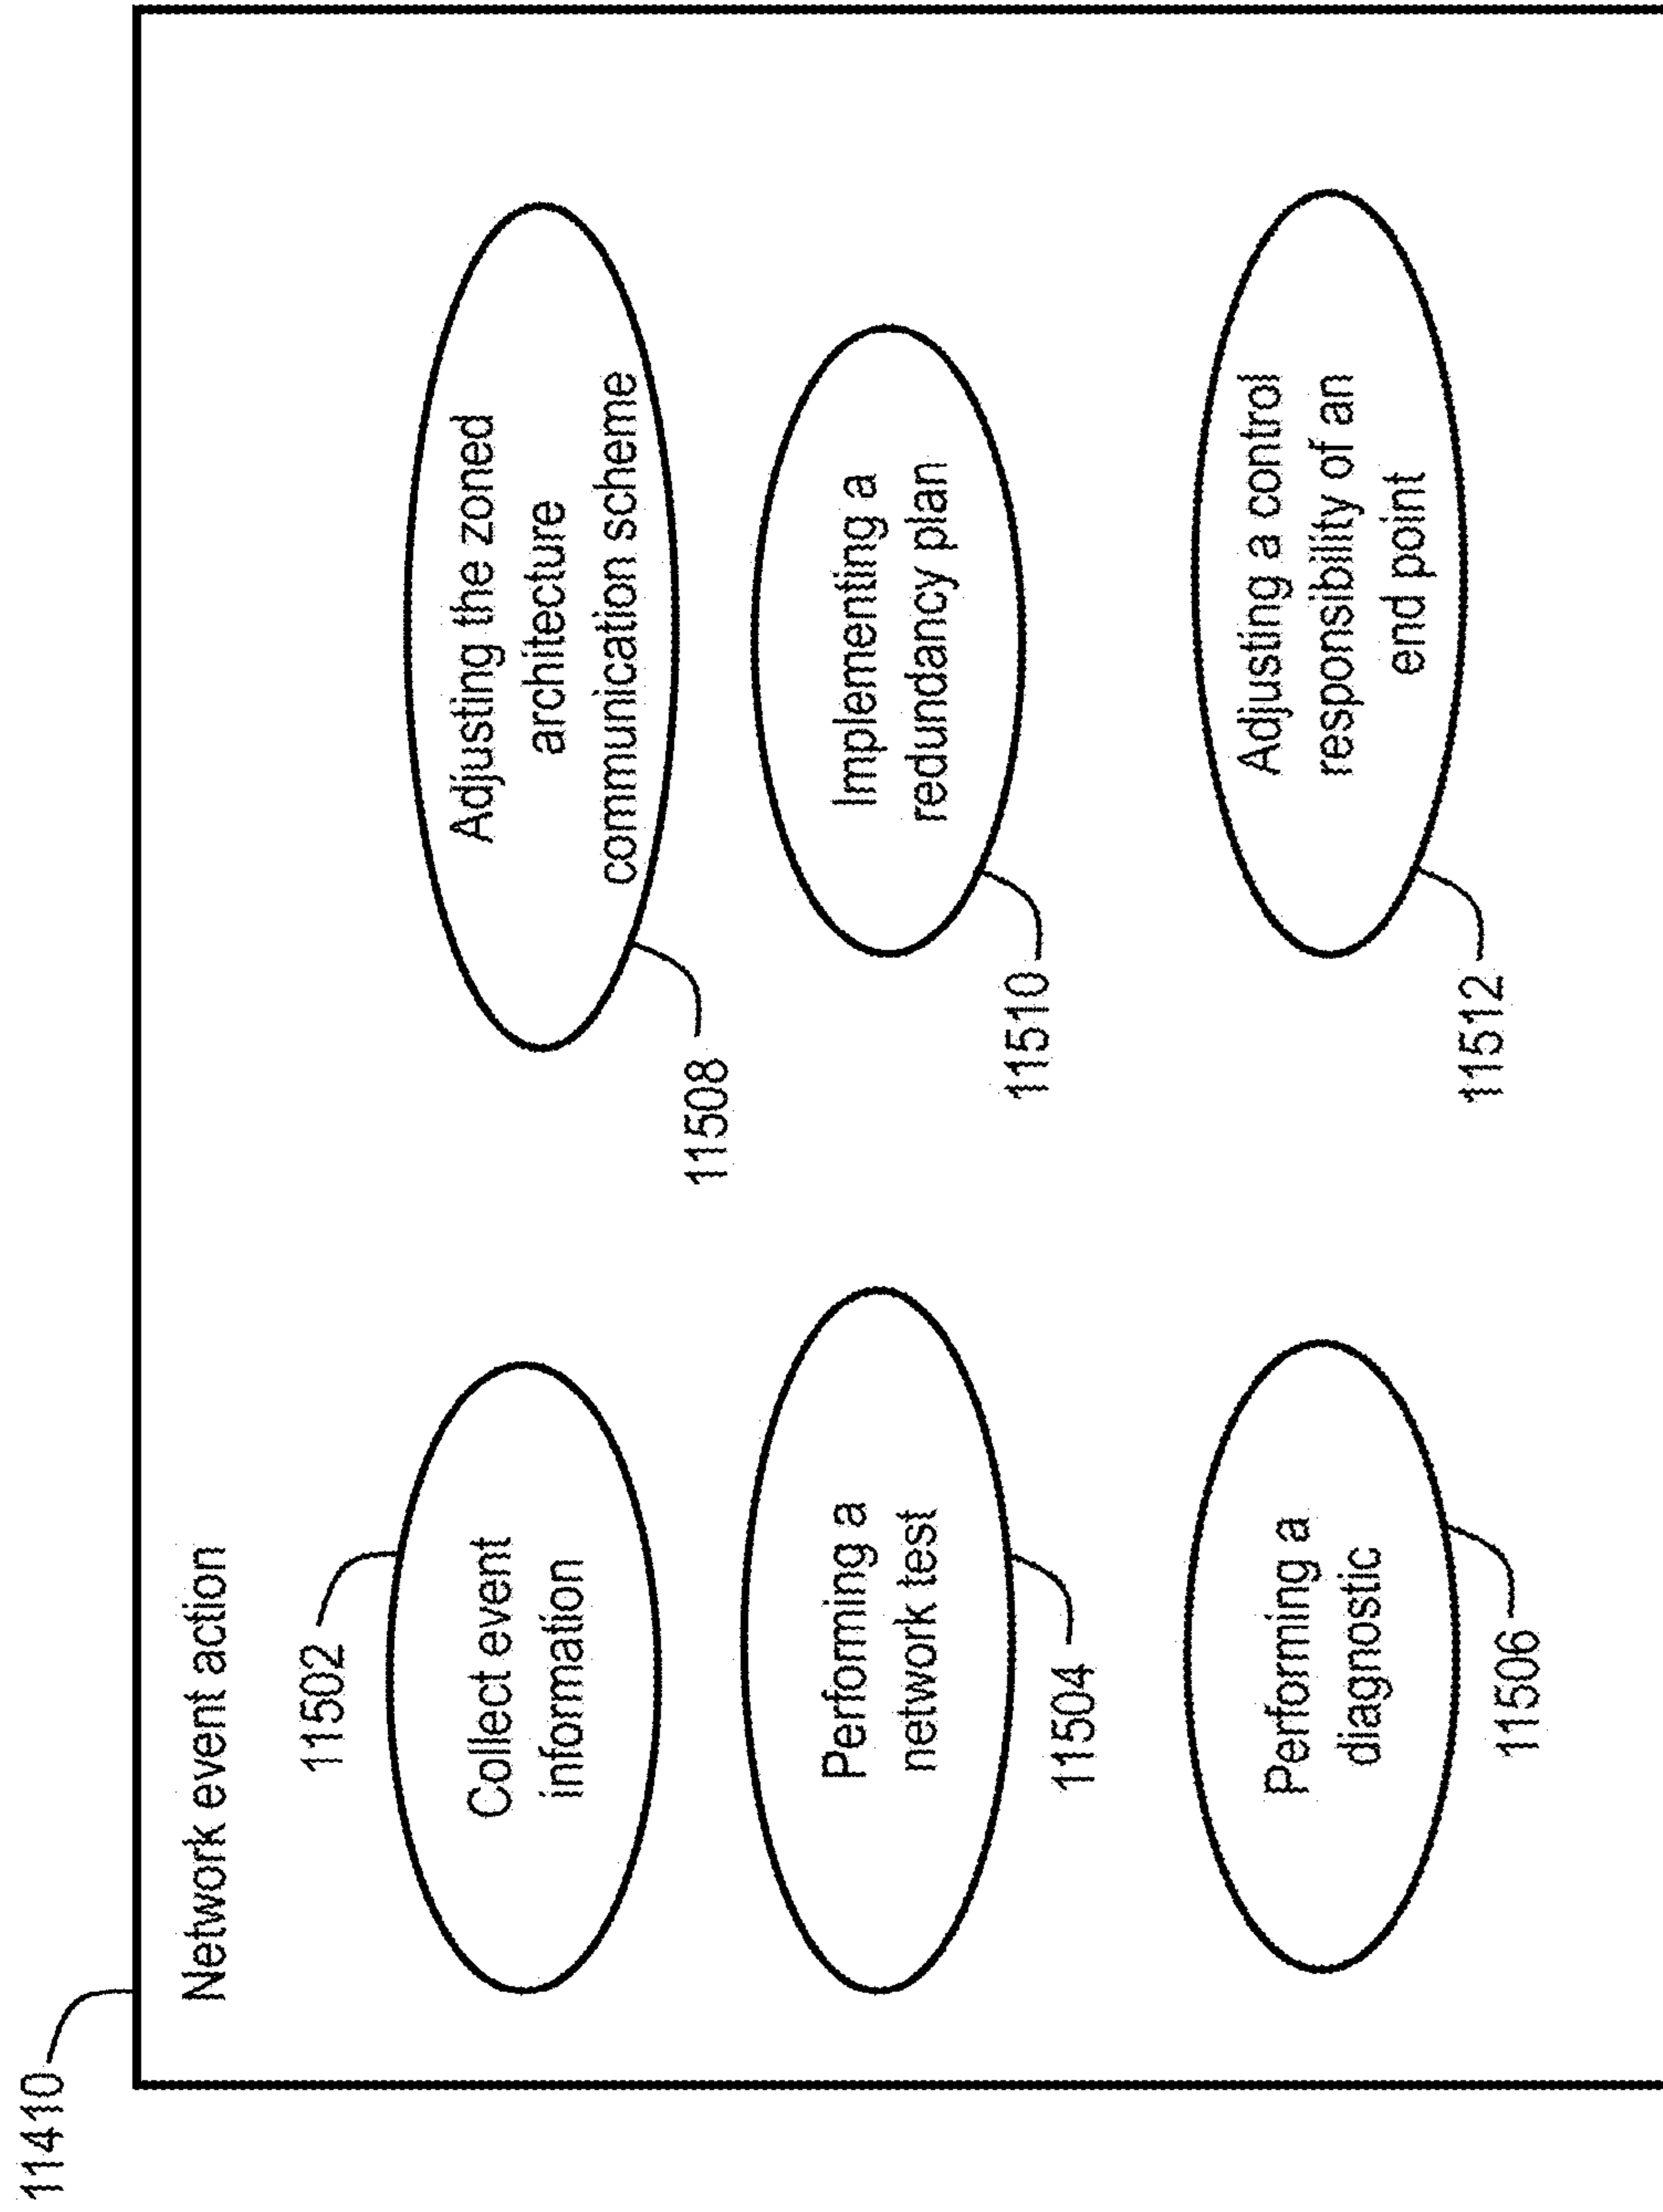 11410
Network event action
11502
Collect event
information
Performing a
network test
11504
Performing a
diagnostic
11506
Adjusting the zoned
architecture
communication scheme
11508
Implementing a
redundancy plan
11510
Adjusting a control
responsibility of an
end point
11512